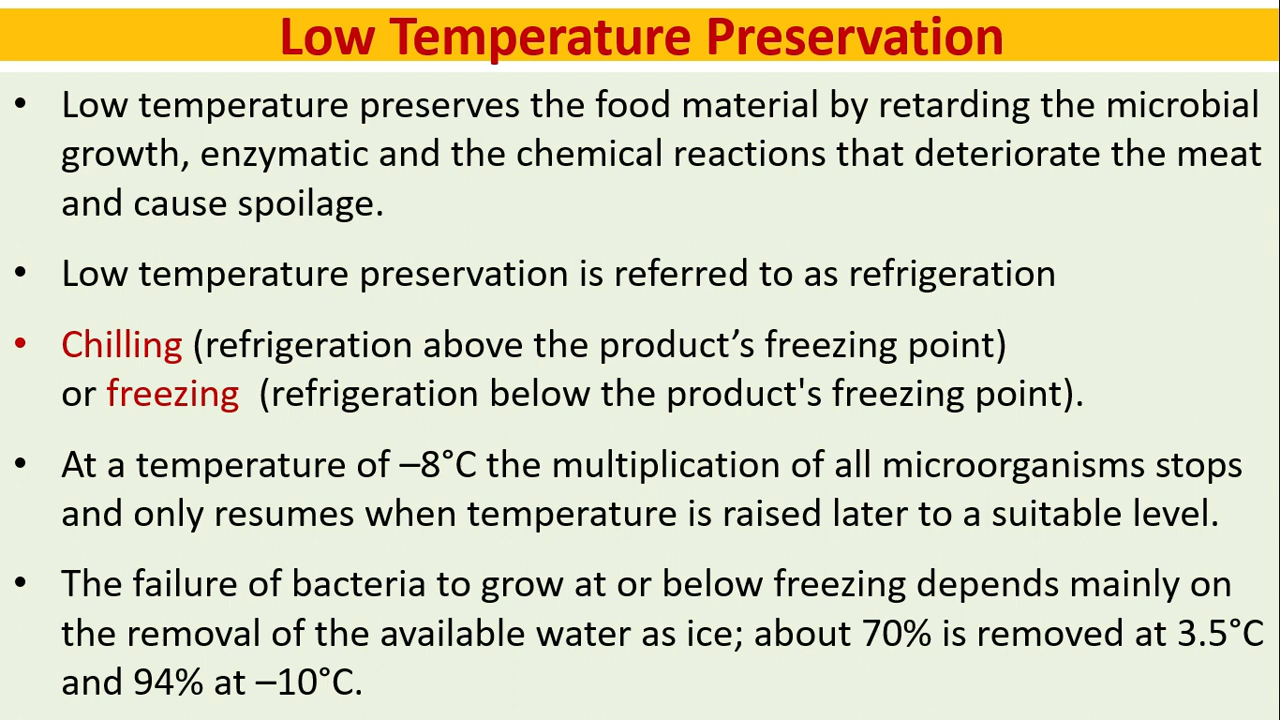 Low Temperature Preservation
• Low temperature preserves the food material by retarding the microbial
growth, enzymatic and the chemical reactions that deteriorate the meat
and cause spoilage.
• Low temperature preservation is referred to as refrigeration
• Chilling (refrigeration above the product’s freezing point)
or freezing (refrigeration below the product's freezing point).
• At a temperature of –8°C the multiplication of all microorganisms stops
and only resumes when temperature is raised later to a suitable level.
• The failure of bacteria to grow at or below freezing depends mainly on
the removal of the available water as ice; about 70% is removed at 3.5°C
and 94% at –10°C.